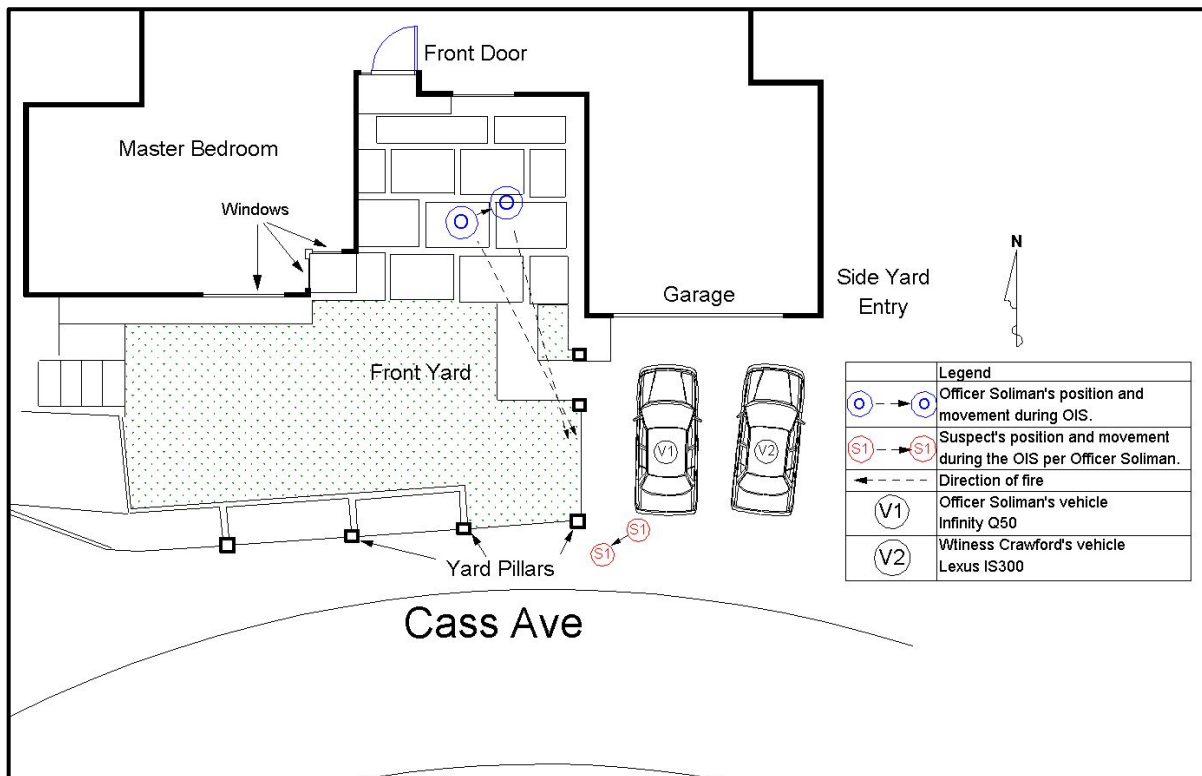 Front Door
Master Bedroom
Windows
O
O
N
Side Yard
Entry
Garage
Front Yard
V1
V2
S1
S1
Yard Pillars
Cass Ave
Legend
O O Officer Soliman's position and
movement during OIS.
S1 S1 Suspect's position and movement
during the OIS per Officer Soliman.
Direction of fire
V1 Officer Soliman's vehicle
Infinity Q50
V2 Wtiness Crawford's vehicle
Lexus IS300